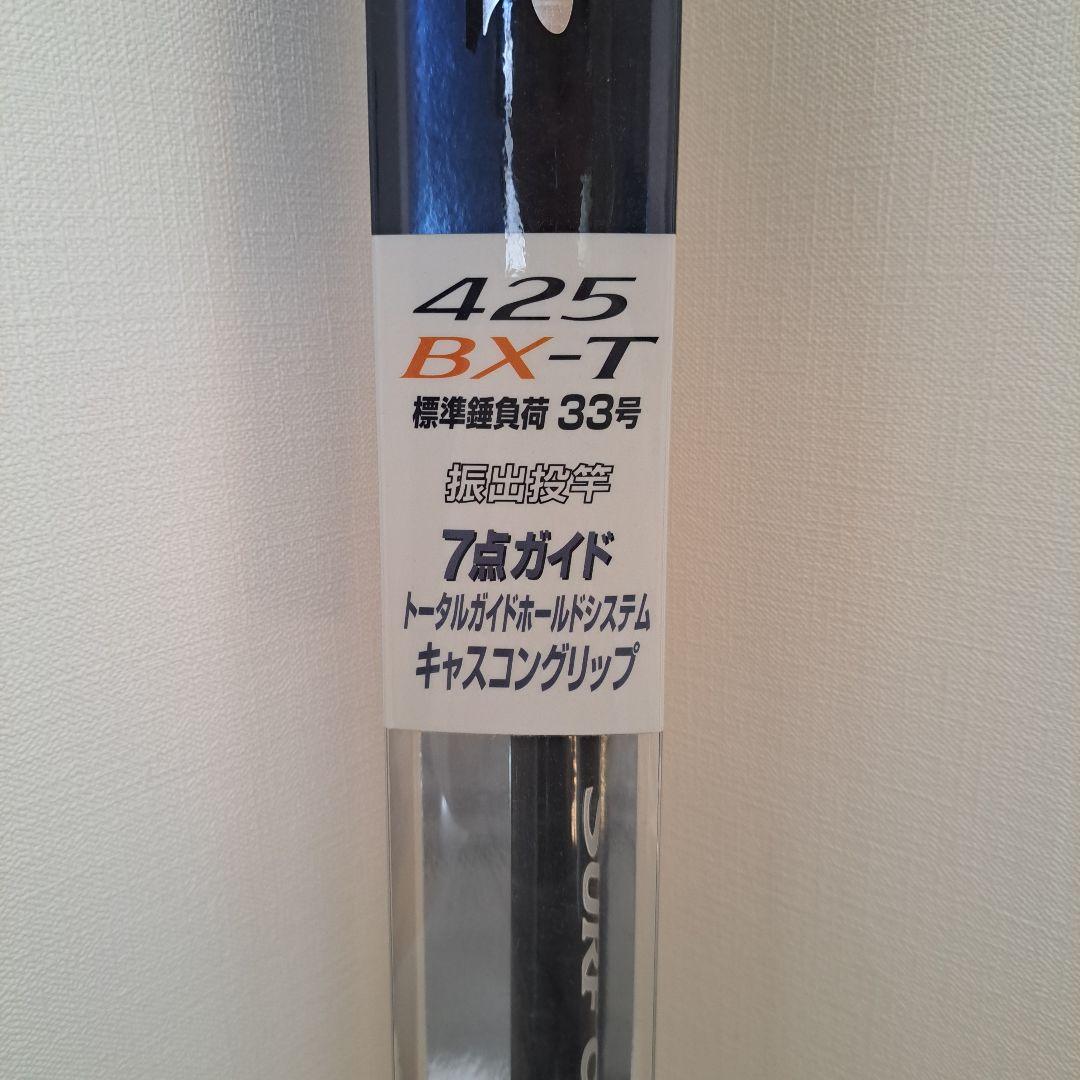 425
BX-T
標準錘負荷 33号
振出投竿
7点ガイド
トータルガイドホールドシステム
キャスコングリップ
SURF